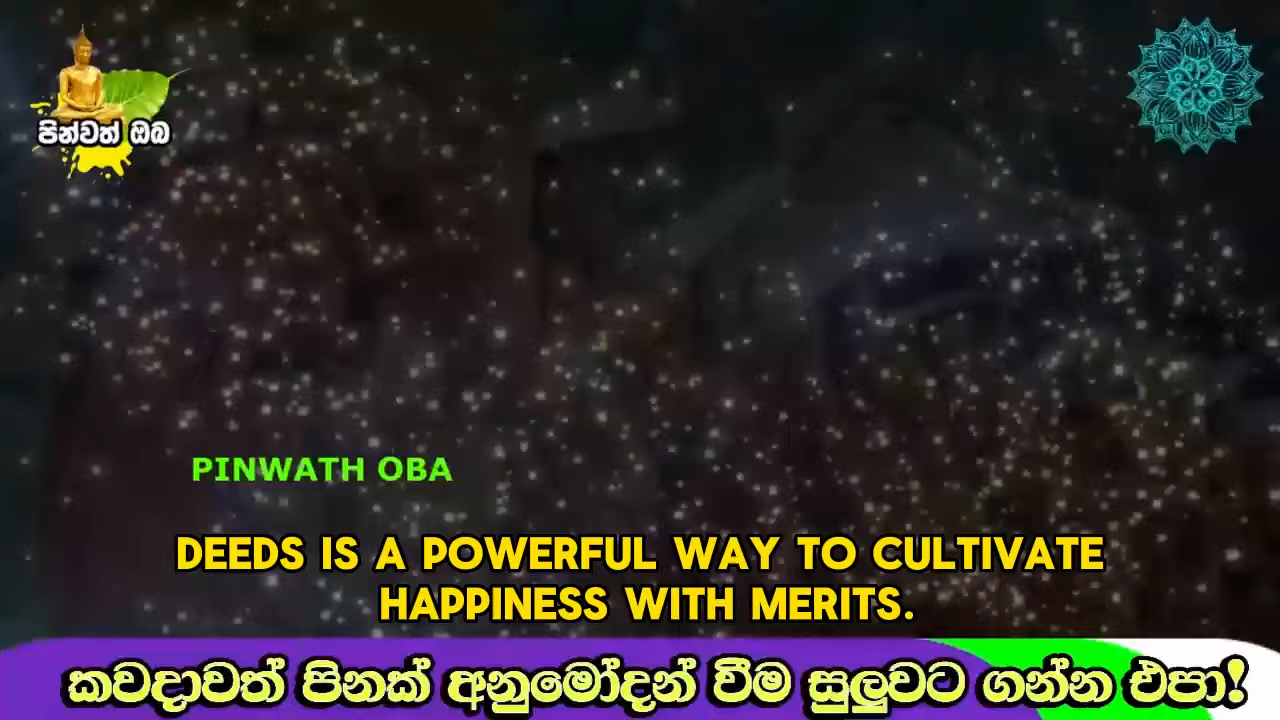 පින්වත් ඔබ
PINWATH OBA
DEEDS IS A POWERFUL WAY TO CULTIVATE
HAPPINESS WITH MERITS.
කවදාවත් පිනක් අනුමෝදන් වීම සුලුවට ගන්න එපා!